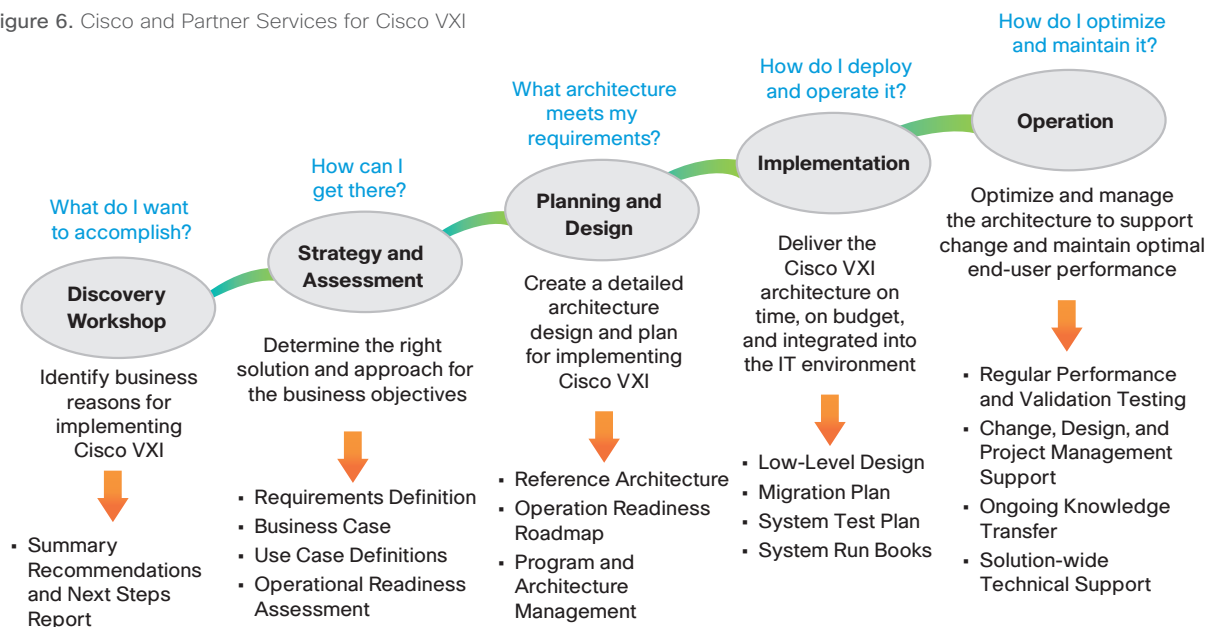 igure 6. Cisco and Partner Services for Cisco VXI
What do I want
to accomplish?
Discovery
Workshop
Identify business
reasons for
implementing
Cisco VXI
▪ Summary
Recommendations
and Next Steps
Report
How can I
get there?
Strategy and
Assessment
Determine the right
solution and approach for
the business objectives
▪ Requirements Definition
▪ Business Case
▪ Use Case Definitions
▪ Operational Readiness
Assessment
What architecture
meets my
requirements?
Planning and
Design
Create a detailed
architecture
design and plan
for implementing
Cisco VXI
▪ Reference Architecture
▪ Operation Readiness
Roadmap
▪ Program and
Architecture
Management
How do I deploy
and operate it?
Implementation
Deliver the
Cisco VXI
architecture on
time, on budget,
and integrated into
the IT environment
▪ Low-Level Design
▪ Migration Plan
▪ System Test Plan
▪ System Run Books
How do I optimize
and maintain it?
Operation
Optimize and manage
the architecture to support
change and maintain optimal
end-user performance
▪ Regular Performance
and Validation Testing
▪ Change, Design, and
Project Management
Support
▪ Ongoing Knowledge
Transfer
▪ Solution-wide
Technical Support